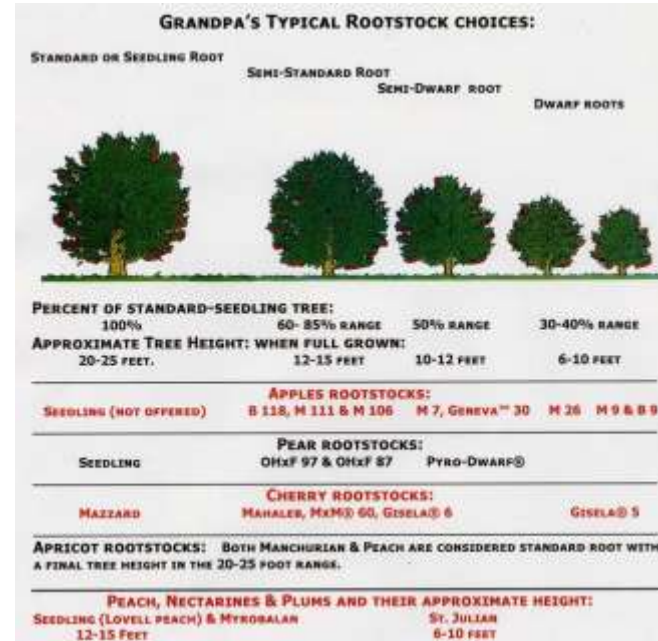 GRANDPA'S TYPICAL ROOTSTOCK CHOICES:
STANDARD OR SEEDLING ROOT
SEMI-STANDARD ROOT
SEMI-DWARF ROOT
DWARF ROOTS
PERCENT OF STANDARD-SEEDLING TREE:
100% 60-85% RANGE 50% RANGE 30-40% RANGE
APPROXIMATE TREE HEIGHT: WHEN FULL GROWN:
20-25 FEET. 12-15 FEET 10-12 FEET 6-10 FEET
APPLES ROOTSTOCKS:
SEEDLING (NOT OFFERED) B 118, M 111 & M 106 M 7, GENEVA™ 30 M 26 M 9 & B 9
PEAR ROOTSTOCKS:
SEEDLING OHXF 97 & OHXF 87 PYRO-DWARF®
CHERRY ROOTSTOCKS:
MAZZARD MAHALEB, MXM® 60, GISELA® 6 GISELA® 5
APRICOT ROOTSTOCKS: BOTH MANCHURIAN & PEACH ARE CONSIDERED STANDARD ROOT WITH
A FINAL TREE HEIGHT IN THE 20-25 FOOT RANGE.
PEACH, NECTARINES & PLUMS AND THEIR APPROXIMATE HEIGHT:
SEEDLING (LOVELL PEACH) & MYROBALAN ST. JULIAN
12-15 FEET 6-10 FEET